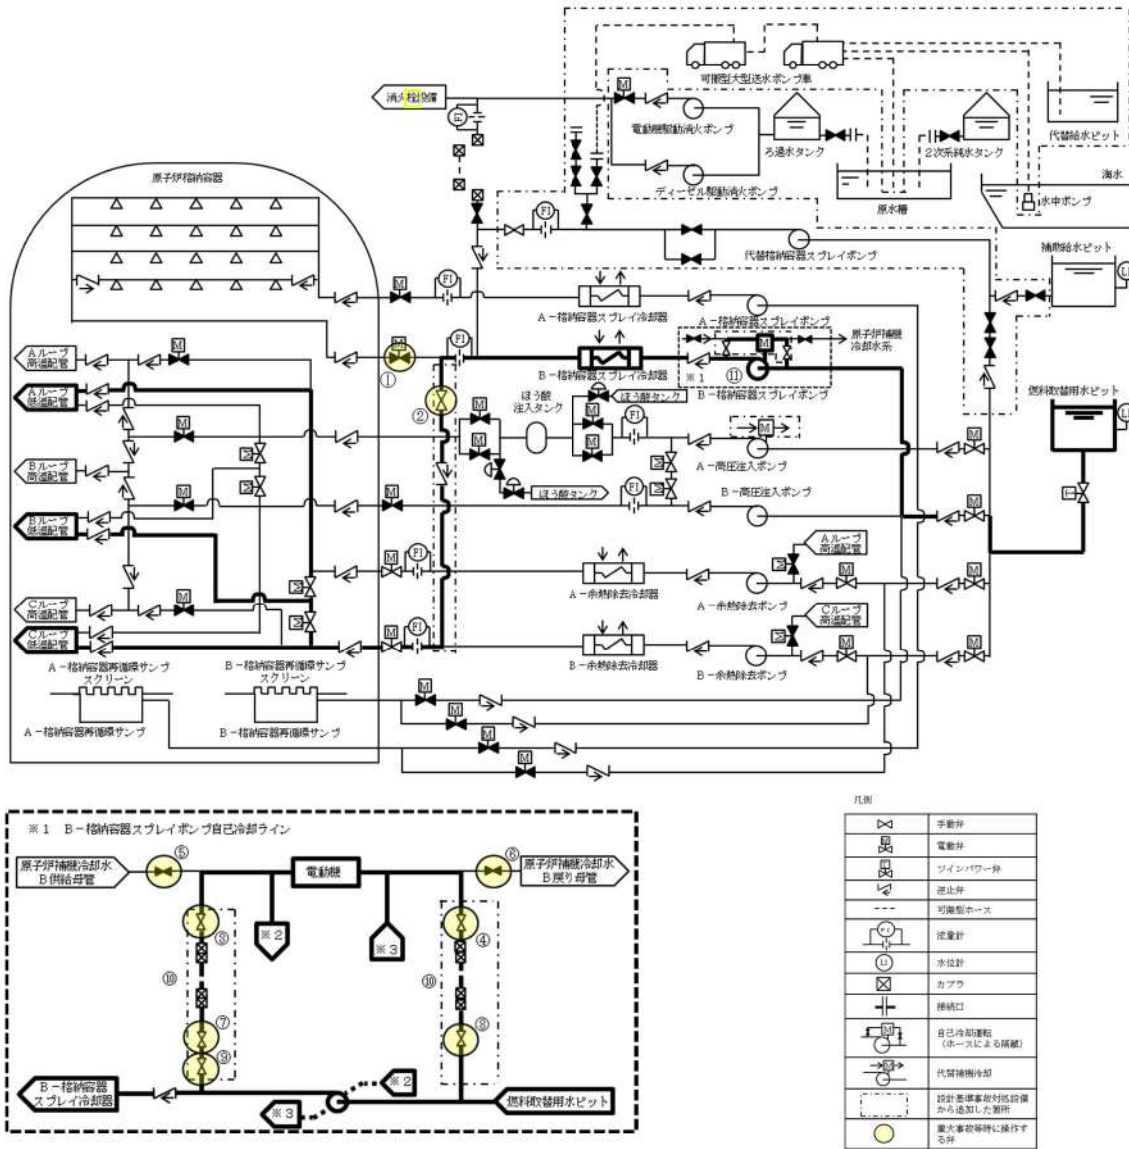 可搬型大型送水ポンプ車
消火栓設備
電動機駆動消火ポンプ
ろ過水タンク
2次系純水タンク
代替給水ピット
海水
ディーゼル駆動消火ポンプ
原水槽
水中ポンプ
原子炉格納容器
FI
代替格納容器スプレイポンプ
補助給水ピット
LI
M
FI
A-格納容器スプレイ冷却器
A-格納容器スプレイポンプ
原子炉補機
冷却水系
M
①
FI
B-格納容器スプレイ冷却器
※1
⑪
M
B-格納容器スプレイポンプ
燃料取替用水ピット
LI
Aループ
高温配管
M
Aループ
低温配管
②
ほう酸
注入タンク
M
ほう酸タンク
FI
M
A-高圧注入ポンプ
M
Bループ
高温配管
M
ほう酸タンク
FI
B-高圧注入ポンプ
M
Bループ
低温配管
Aループ
高温配管
M
FI
A-余熱除去冷却器
A-余熱除去ポンプ
M
M
Cループ
高温配管
M
Cループ
高温配管
Cループ
低温配管
M
FI
B-余熱除去冷却器
B-余熱除去ポンプ
M
M
A-格納容器再循環サンプ
スクリーン
B-格納容器再循環サンプ
スクリーン
A-格納容器再循環サンプ
B-格納容器再循環サンプ
M
M
M
M
※1 B-格納容器スプレイポンプ自己冷却ライン
原子炉補機冷却水
B供給母管
⑤
電動機
⑥
原子炉補機冷却水
B戻り母管
③
※2
※3
④
⑩
⑩
⑦
⑧
⑨
B-格納容器
スプレイ冷却器
※2
※3
燃料取替用水ピット
凡例
手動弁
電動弁
ツインパワー弁
逆止弁
可搬型ホース
FI
流量計
LI
水位計
カプラ
接続口
M
自己冷却運転
(ホースによる隔離)
M
代替補機冷却
設計基準事故対処設備
から追加した箇所
重大事故等時に操作す
る弁